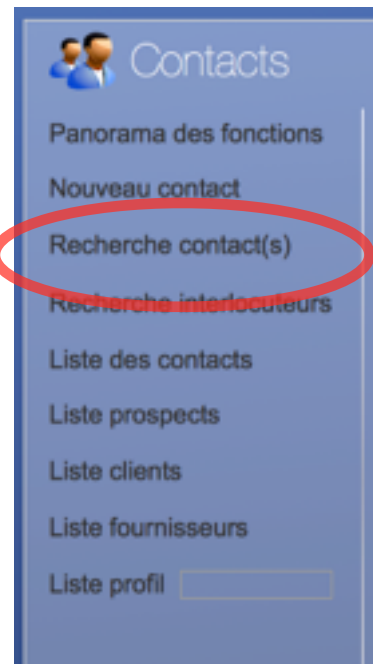 Contacts
Panorama des fonctions
Nouveau contact
Recherche contact(s)
Recherche interlocuteurs
Liste des contacts
Liste prospects
Liste clients
Liste fournisseurs
Liste profil